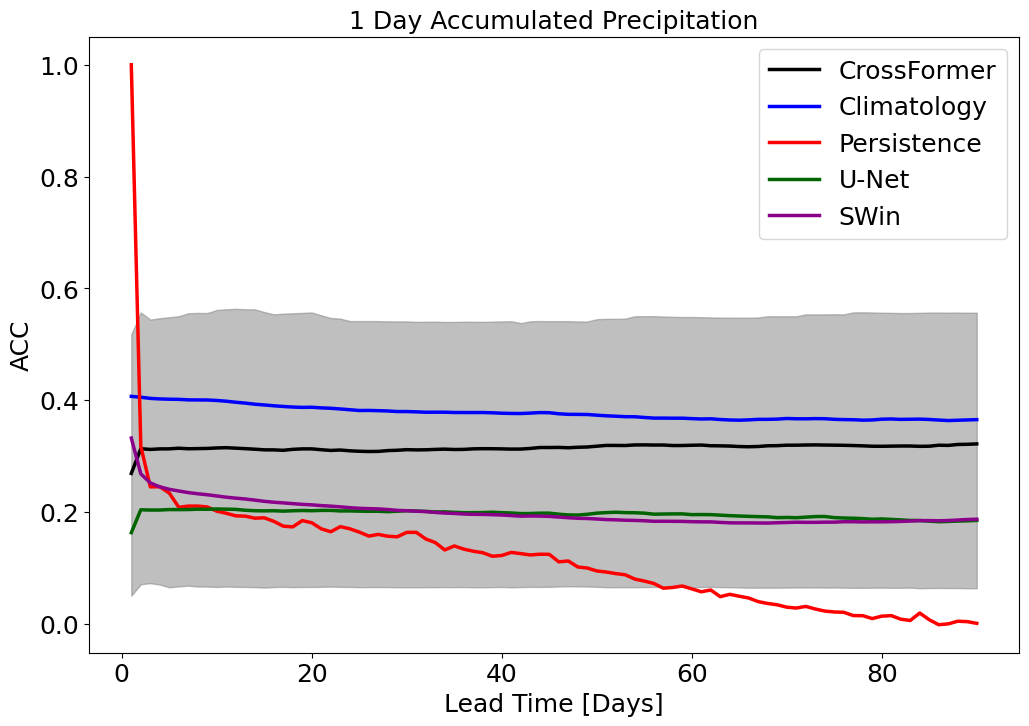 1 Day Accumulated Precipitation
1.0
0.8
0.6
0.4
0.2
0.0
ACC
0
20
40
60
80
Lead Time [Days]
CrossFormer
Climatology
Persistence
U-Net
SWin